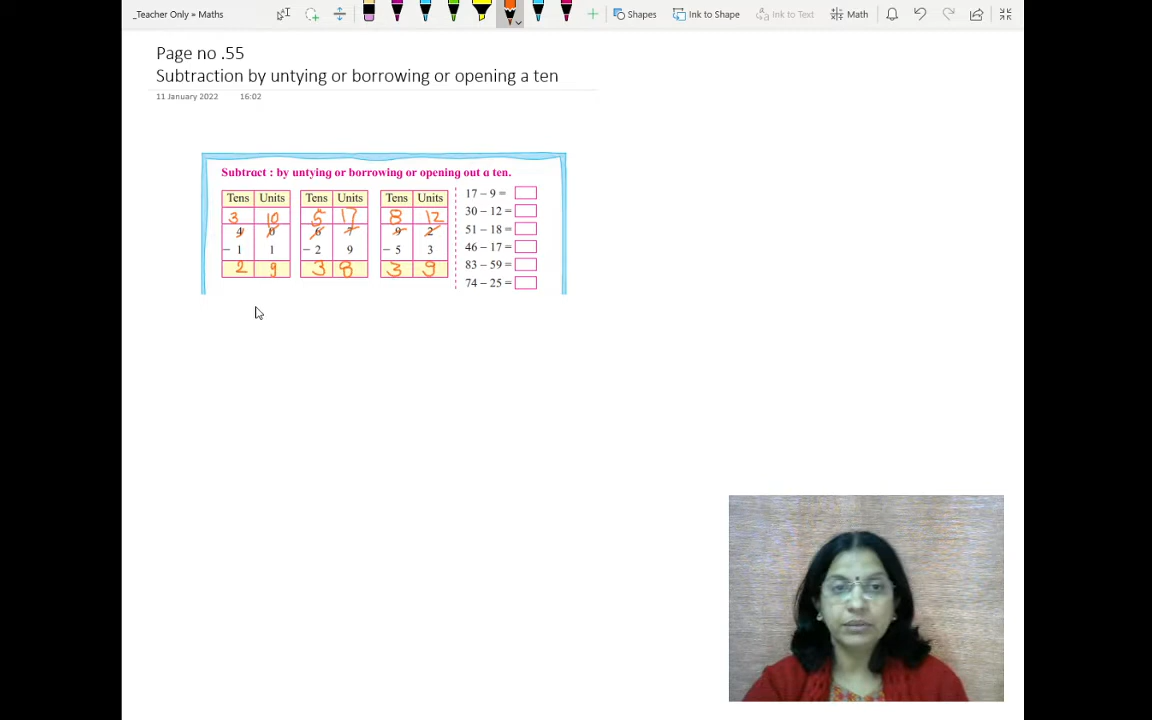 _Teacher Only = Maths
Shapes
Ink to Shape
Ink to Text
Math
Page no .55
Subtraction by untying or borrowing or opening a ten
11 January 2022 16:02
Subtract : by untying or borrowing or opening out a ten.
Tens Units
3 10
4 0
− 1 1
2 9
Tens Units
5 17
6 7
− 2 9
3 8
Tens Units
8 12
9 2
− 5 3
3 9
17 − 9 =
30 − 12 =
51 − 18 =
46 − 17 =
83 − 59 =
74 − 25 =